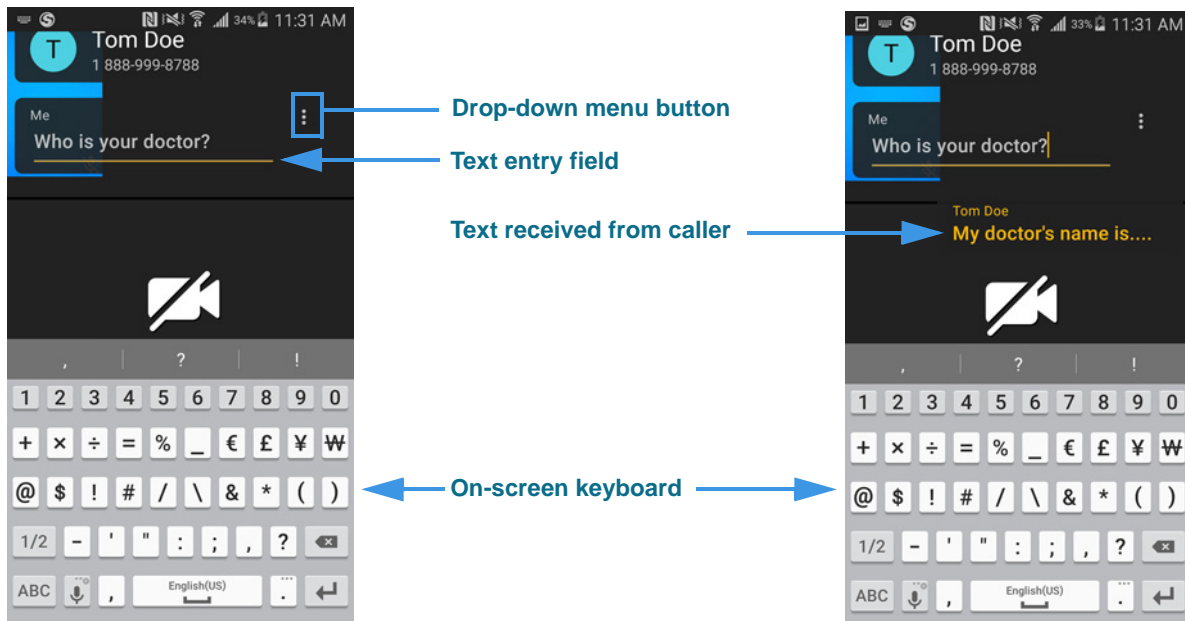 34% 11:31 AM
T
Tom Doe
1 888-999-8788
Me
Who is your doctor?
, ? !
1 2 3 4 5 6 7 8 9 0
+ × ÷ = % _ € £ ¥ ₩
@ $ ! # / \ & * ( )
1/2 - ' " : ; , ?
ABC , English(US) .
Drop-down menu button
Text entry field
Text received from caller
On-screen keyboard
33% 11:31 AM
T
Tom Doe
1 888-999-8788
Me
Who is your doctor?
Tom Doe
My doctor's name is....
, ? !
1 2 3 4 5 6 7 8 9 0
+ × ÷ = % _ € £ ¥ ₩
@ $ ! # / \ & * ( )
1/2 - ' " : ; , ?
ABC , English(US) .